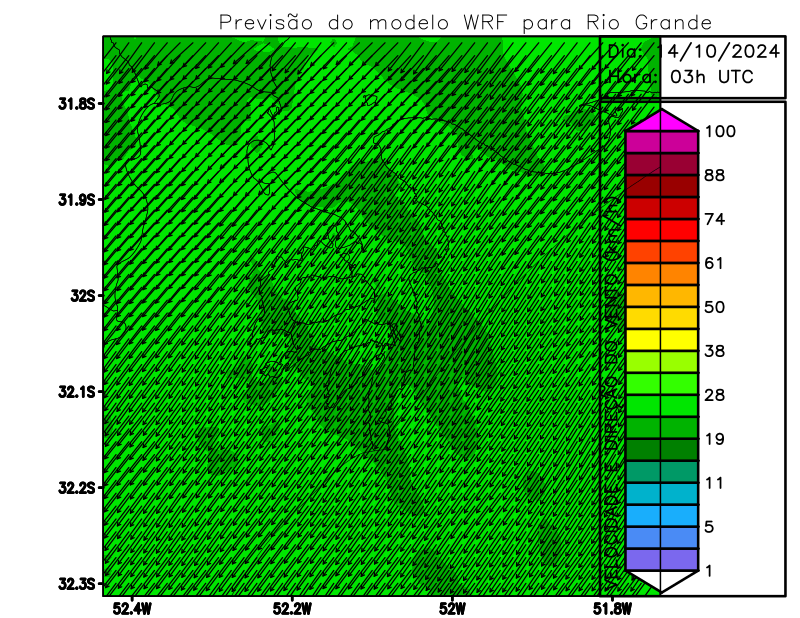 Previsão do modelo WRF para Rio Grande
Dia: 14/10/2024
Hora: 03h UTC
VELOCIDADE E DIREÇÃO DO VENTO (km/h)
100
88
74
61
50
38
28
19
11
5
1
31.8S
31.9S
32S
32.1S
32.2S
32.3S
52.4W
52.2W
52W
51.8W